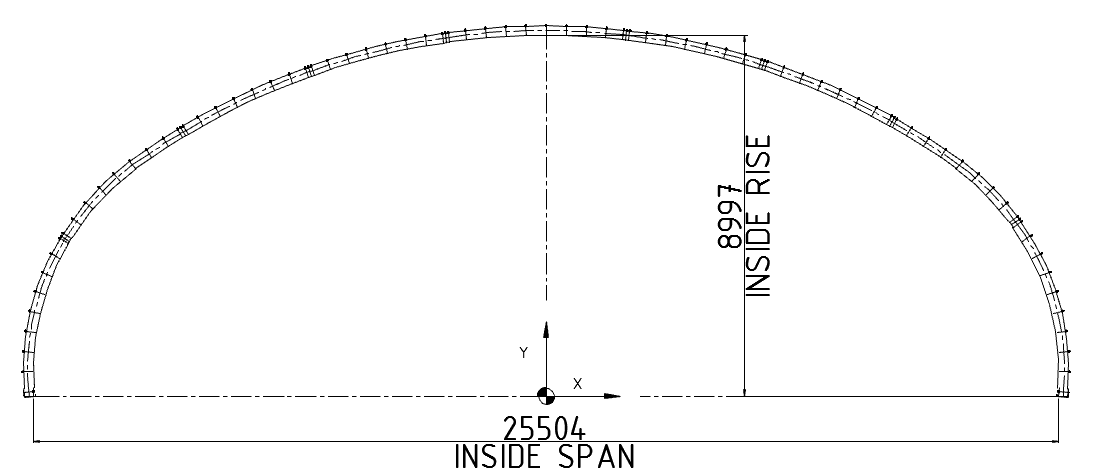 8997
INSIDE RISE
Y
X
25504
INSIDE SPAN